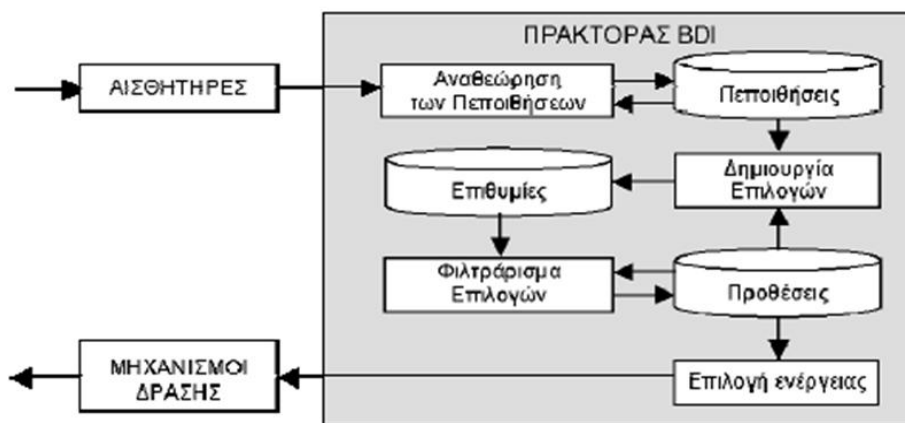 ΠΡΑΚΤΟΡΑΣ BDI
ΑΙΣΘΗΤΗΡΕΣ
Αναθεώρηση
των Πεποιθήσεων
Πεποιθήσεις
Δημιουργία
Επιλογών
Επιθυμίες
Φιλτράρισμα
Επιλογών
Προθέσεις
ΜΗΧΑΝΙΣΜΟΙ
ΔΡΑΣΗΣ
Επιλογή ενέργειας